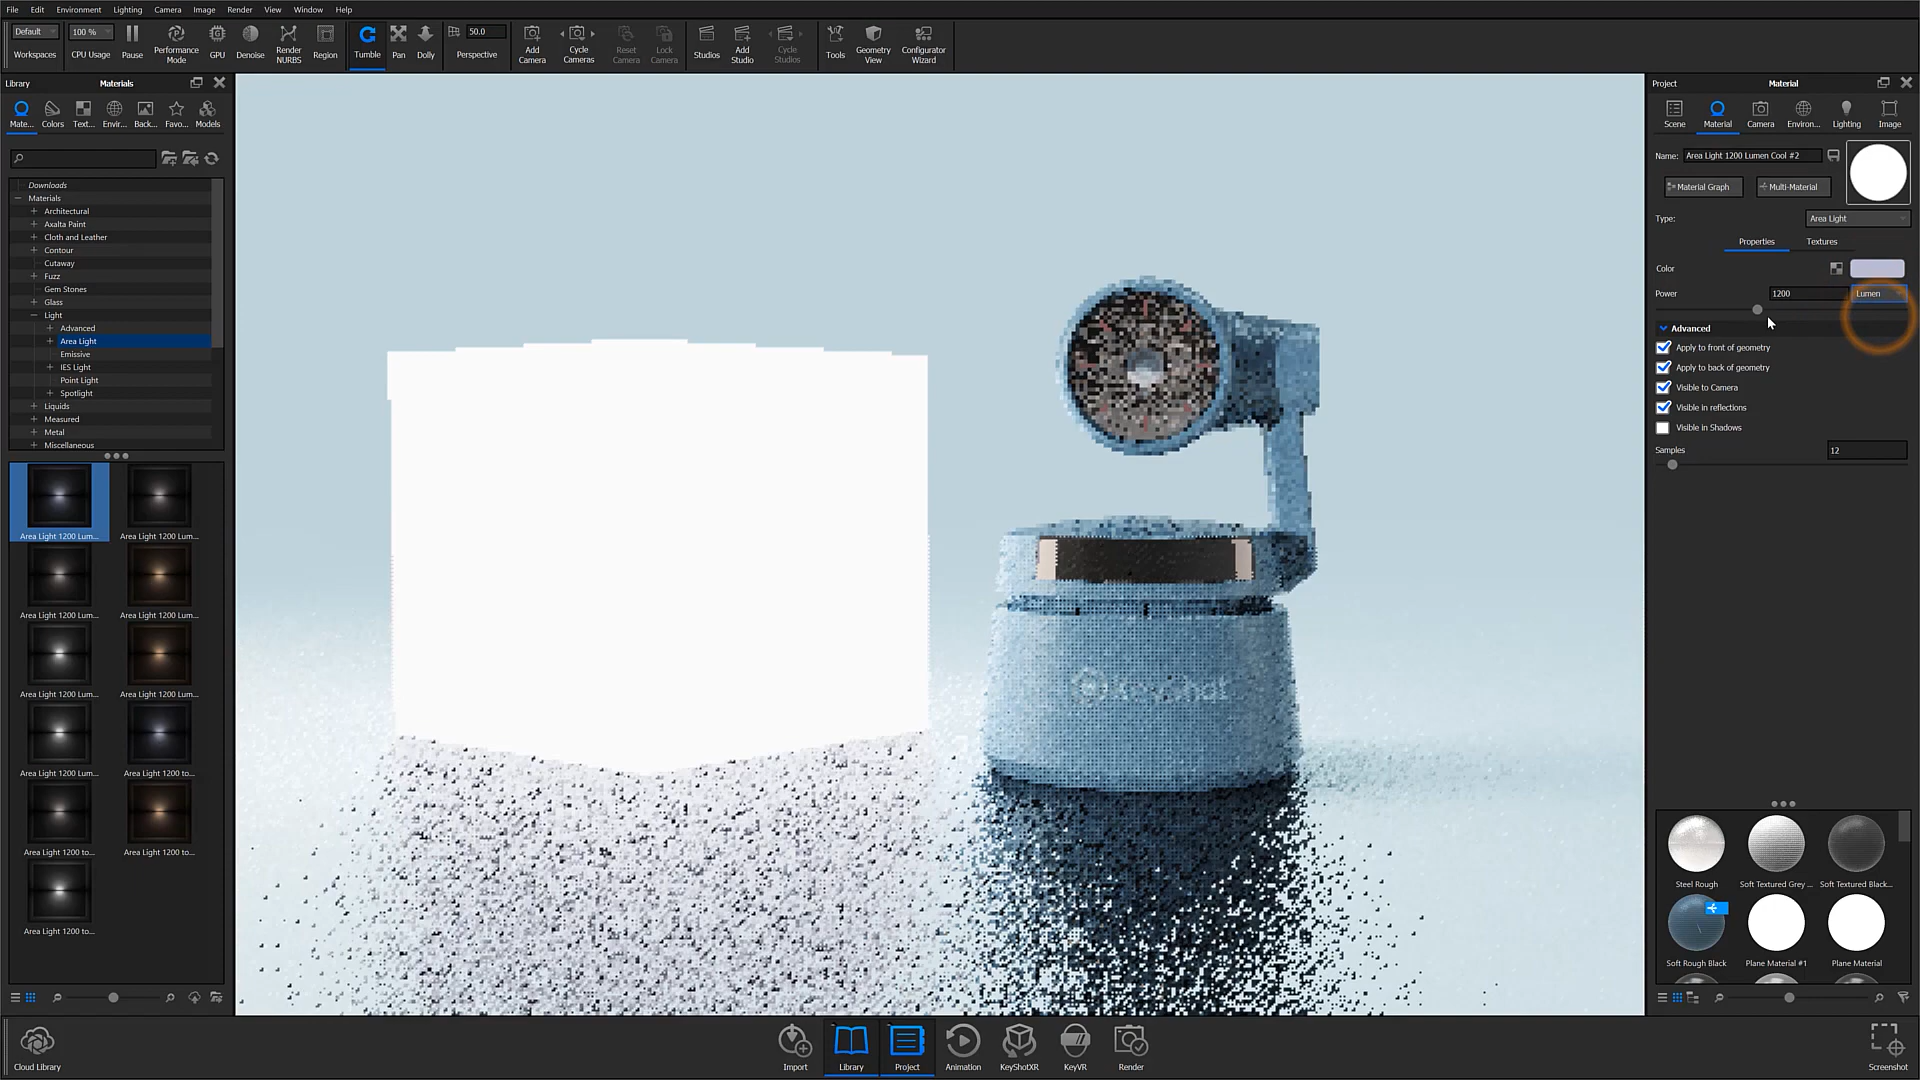 File Edit Environment Lighting Camera Image Render View Window Help
Default 100 % 50.0
Workspaces CPU Usage Pause Performance Mode GPU Denoise Render NURBS Region Tumble Pan Dolly Perspective Add Camera Cycle Cameras Reset Camera Lock Camera Studios Add Studio Cycle Studios Tools Geometry View Configurator Wizard
Library Materials
Mate... Colors Text... Envir... Back... Favo... Models
Downloads
Materials
Architectural
Axalta Paint
Cloth and Leather
Contour
Cutaway
Fuzz
Gem Stones
Glass
Light
Advanced
Area Light
Emissive
IES Light
Point Light
Spotlight
Liquids
Measured
Metal
Miscellaneous
Area Light 1200 Lum... Area Light 1200 Lum...
Area Light 1200 Lum... Area Light 1200 Lum...
Area Light 1200 Lum... Area Light 1200 Lum...
Area Light 1200 Lum... Area Light 1200 to...
Area Light 1200 to... Area Light 1200 to...
Area Light 1200 to...
KeyShot
Project Material
Scene Material Camera Environ... Lighting Image
Name: Area Light 1200 Lumen Cool #2
Material Graph Multi-Material
Type: Area Light
Properties Textures
Color
Power 1200 Lumen
Advanced
Apply to front of geometry
Apply to back of geometry
Visible to Camera
Visible in reflections
Visible in Shadows
Samples 12
Steel Rough Soft Textured Grey ... Soft Textured Black...
Soft Rough Black Plane Material #1 Plane Material
Cloud Library Import Library Project Animation KeyShotXR KeyVR Render Screenshot